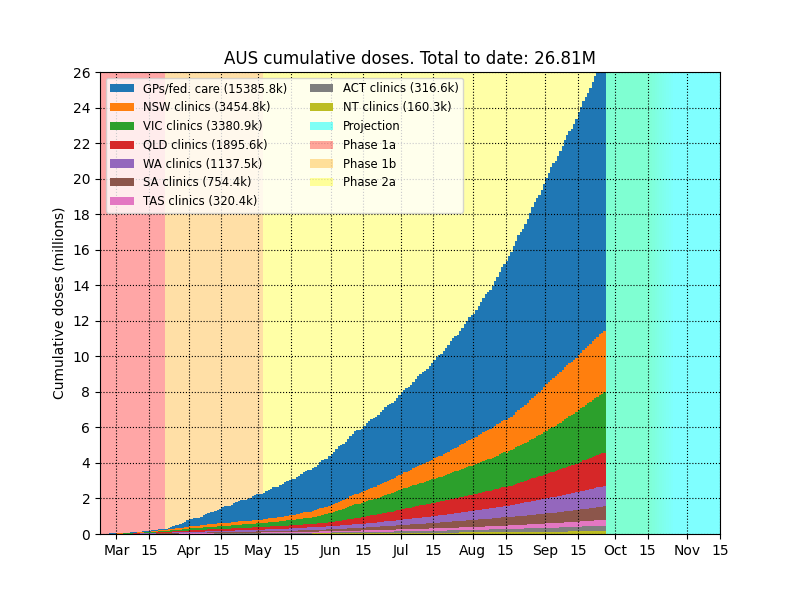 AUS cumulative doses. Total to date: 26.81M
Cumulative doses (millions)
26
24
22
20
18
16
14
12
10
8
6
4
2
0
GPs/fed. care (15385.8k)
NSW clinics (3454.8k)
VIC clinics (3380.9k)
QLD clinics (1895.6k)
WA clinics (1137.5k)
SA clinics (754.4k)
TAS clinics (320.4k)
ACT clinics (316.6k)
NT clinics (160.3k)
Projection
Phase 1a
Phase 1b
Phase 2a
Mar 15 Apr 15 May 15 Jun 15 Jul 15 Aug 15 Sep 15 Oct 15 Nov 15